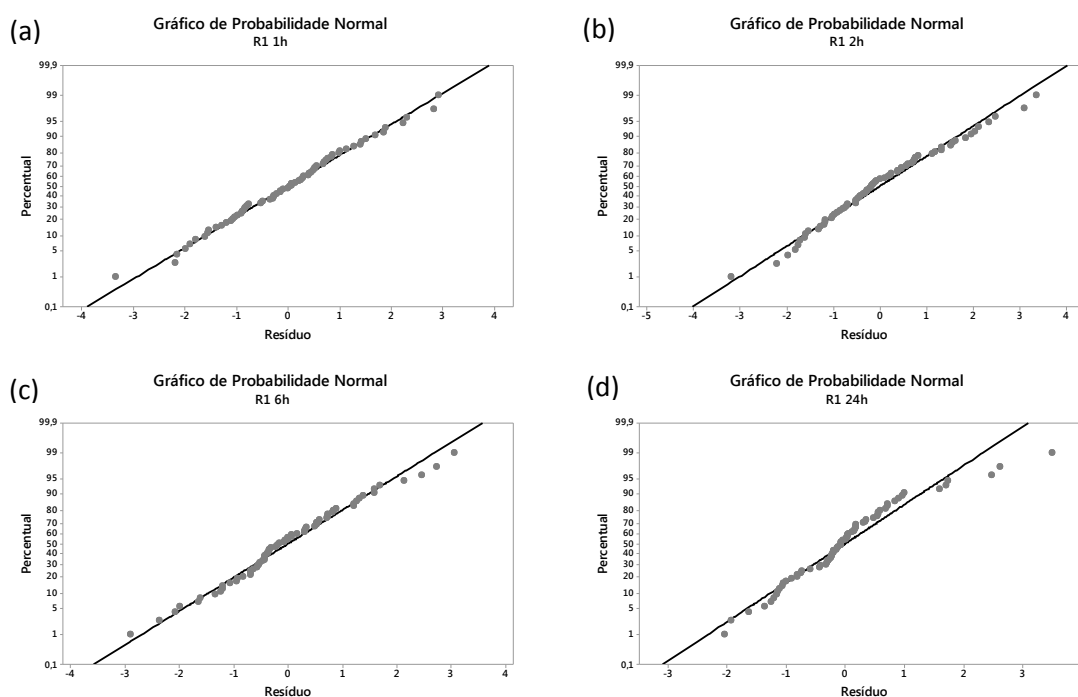 (a)
Gráfico de Probabilidade Normal
R1 1h
99,9
99
95
90
80
70
60
50
40
30
20
10
5
1
0,1
Percentual
-4 -3 -2 -1 0 1 2 3 4
Resíduo
(b)
Gráfico de Probabilidade Normal
R1 2h
99,9
99
95
90
80
70
60
50
40
30
20
10
5
1
0,1
Percentual
-5 -4 -3 -2 -1 0 1 2 3 4
Resíduo
(c)
Gráfico de Probabilidade Normal
R1 6h
99,9
99
95
90
80
70
60
50
40
30
20
10
5
1
0,1
Percentual
-4 -3 -2 -1 0 1 2 3 4
Resíduo
(d)
Gráfico de Probabilidade Normal
R1 24h
99,9
99
95
90
80
70
60
50
40
30
20
10
5
1
0,1
Percentual
-3 -2 -1 0 1 2 3
Resíduo